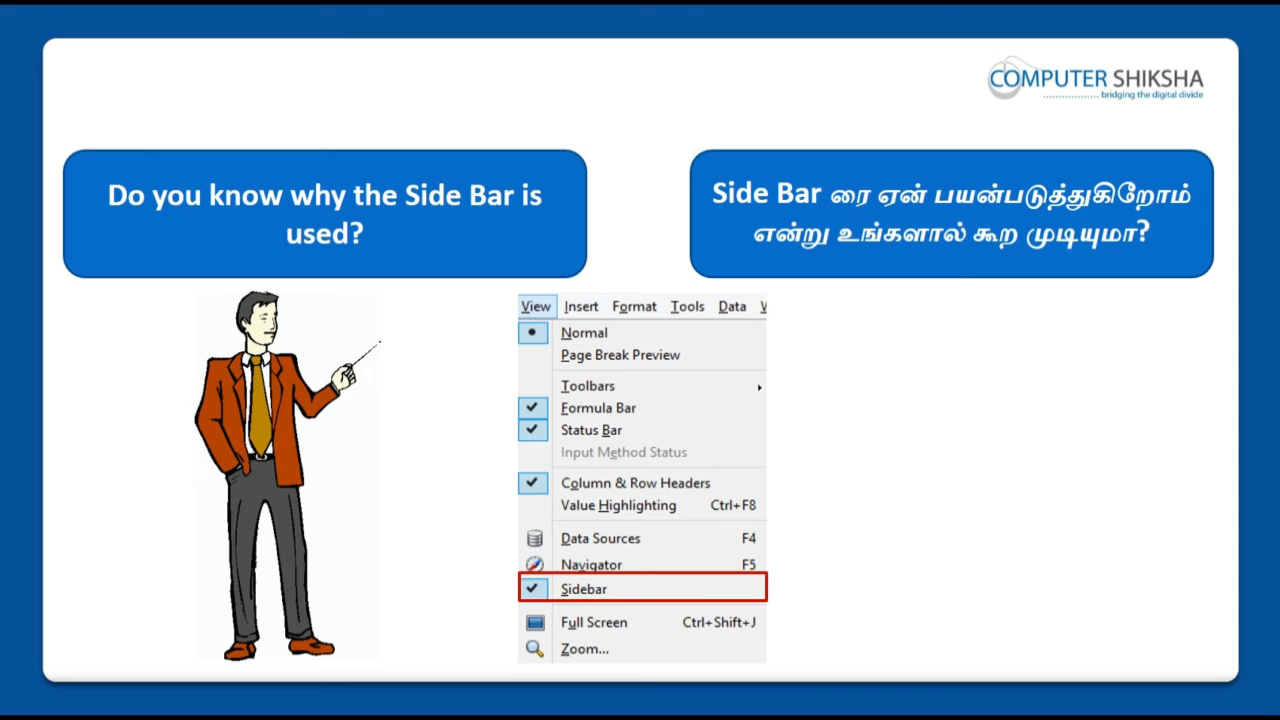 COMPUTER SHIKSHA
bridging the digital divide
Do you know why the Side Bar is
used?
Side Bar ரை ஏன் பயன்படுத்துகிறோம்
என்று உங்களால் கூற முடியுமா?
View Insert Format Tools Data
Normal
Page Break Preview
Toolbars
Formula Bar
Status Bar
Input Method Status
Column & Row Headers
Value Highlighting Ctrl+F8
Data Sources F4
Navigator F5
Sidebar
Full Screen Ctrl+Shift+J
Zoom...